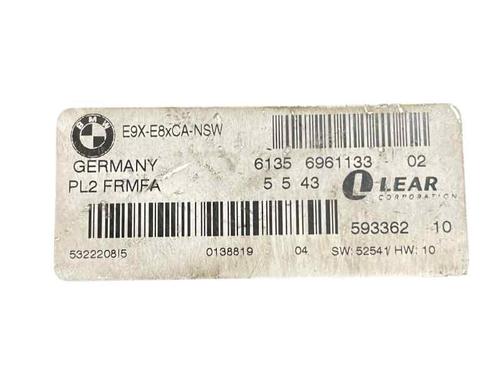 BMW
E9X-E8xCA-NSW
GERMANY 6135 6961133 02
PL2 FRMFA 5 5 43 LEAR
CORPORATION
593362 10
532220815 0138819 04 SW: 52541/ HW: 10